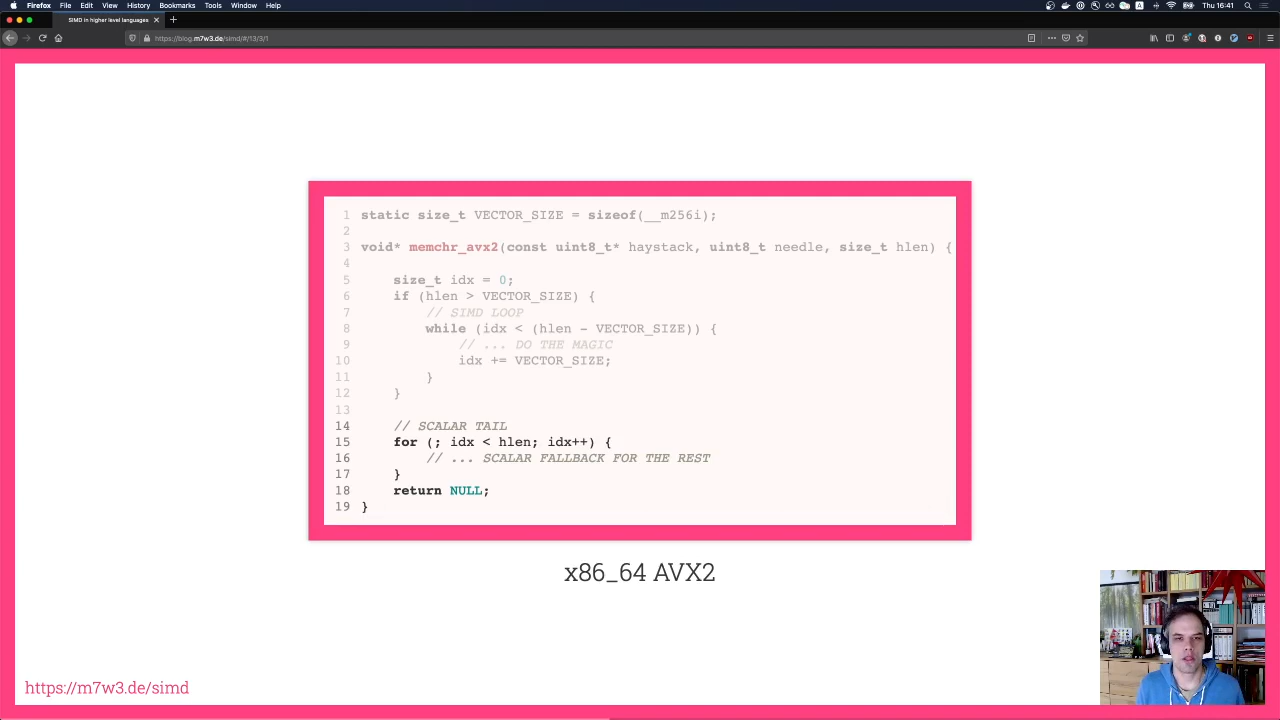 Firefox File Edit View History Bookmarks Tools Window Help Thu 16:41
SIMD in higher level languages
https://blog.m7w3.de/simd/#/13/3/1
1 static size_t VECTOR_SIZE = sizeof(__m256i);
2
3 void* memchr_avx2(const uint8_t* haystack, uint8_t needle, size_t hlen) {
4
5 size_t idx = 0;
6 if (hlen > VECTOR_SIZE) {
7 // SIMD LOOP
8 while (idx < (hlen - VECTOR_SIZE)) {
9 // ... DO THE MAGIC
10 idx += VECTOR_SIZE;
11 }
12 }
13
14 // SCALAR TAIL
15 for (; idx < hlen; idx++) {
16 // ... SCALAR FALLBACK FOR THE REST
17 }
18 return NULL;
19 }
x86_64 AVX2
https://m7w3.de/simd